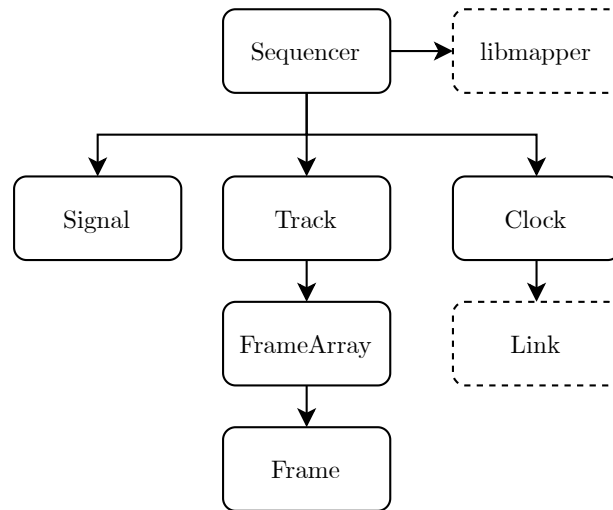 Sequencer
libmapper
Signal
Track
Clock
FrameArray
Link
Frame